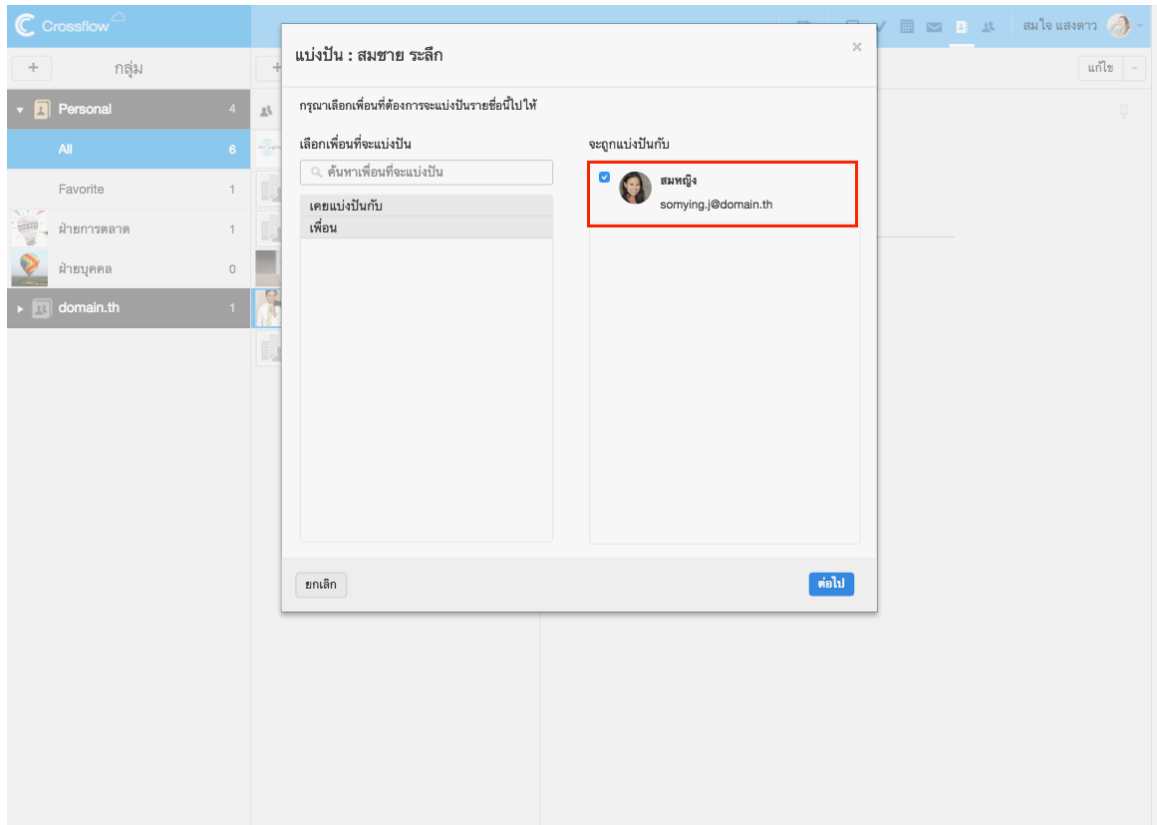 Crossflow
สมใจ แสงดาว
+ กลุ่ม
+
แก้ไข
Personal 4
All 6
Favorite 1
ฝ่ายการตลาด 1
ฝ่ายบุคคล 0
domain.th 1
แบ่งปัน : สมชาย ระลึก
×
กรุณาเลือกเพื่อนที่ต้องการจะแบ่งปันรายชื่อนี้ไปให้
เลือกเพื่อนที่จะแบ่งปัน
ค้นหาเพื่อนที่จะแบ่งปัน
เคยแบ่งปันกับ
เพื่อน
จะถูกแบ่งปันกับ
สมหญิง
somying.j@domain.th
ยกเลิก
ต่อไป